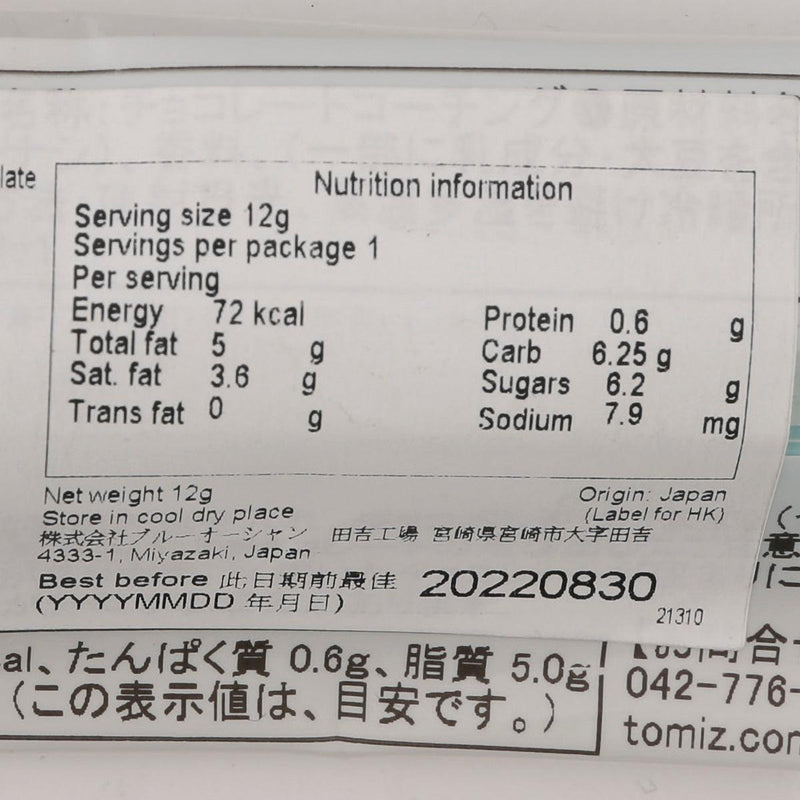 late
Nutrition information
Serving size 12g
Servings per package 1
Per serving
Energy 72 kcal Protein 0.6 g
Total fat 5 g Carb 6.25 g
Sat. fat 3.6 g Sugars 6.2 g
Trans fat 0 g Sodium 7.9 mg
Net weight 12g Origin: Japan
Store in cool dry place (Label for HK)
株式会社ブルーオーシャン 田吉工場 宮崎県宮崎市大字田吉
4333-1, Miyazaki, Japan
Best before 此日期前最佳 20220830
(YYYYMMDD 年月日)
21310
al、たんぱく質 0.6g、脂質 5.0g
(この表示値は、目安です。)
042-776-
tomiz.com